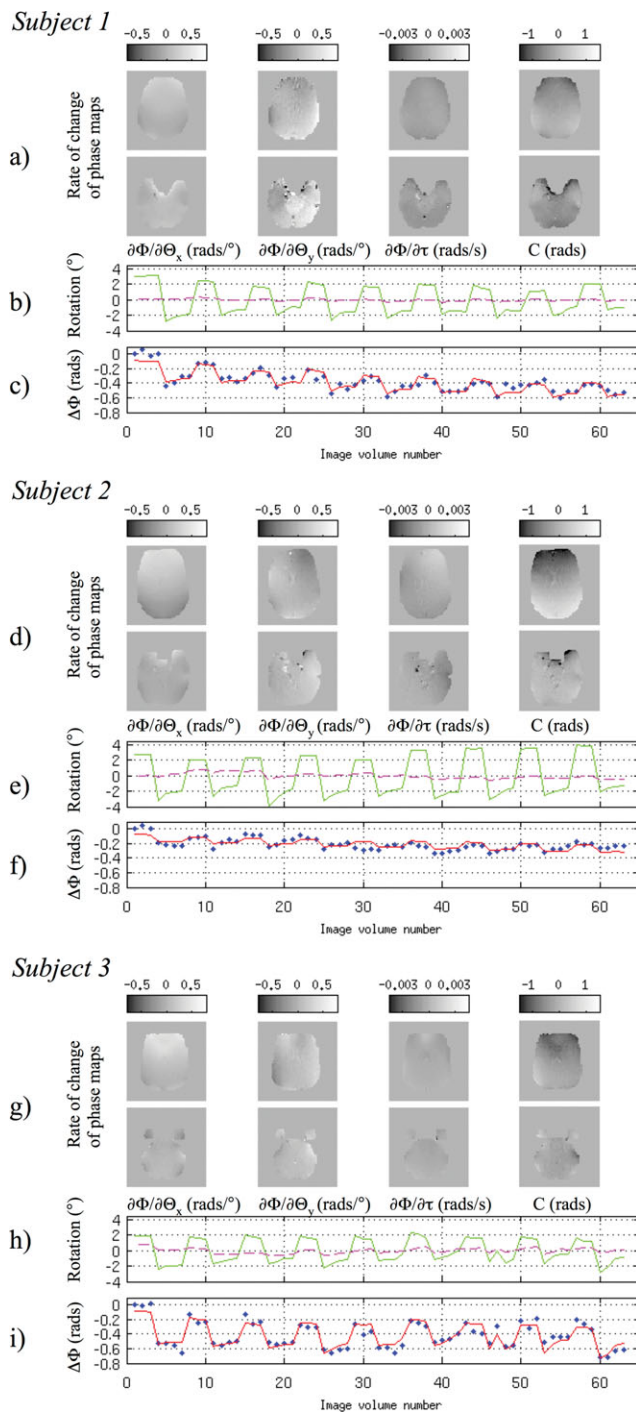 Subject 1
-0.5 0 0.5 -0.5 0 0.5 -0.003 0 0.003 -1 0 1
a)
Rate of change
of phase maps
∂Φ/∂Θx (rads/°) ∂Φ/∂Θy (rads/°) ∂Φ/∂τ (rads/s) C (rads)
b)
Rotation (°)
4
2
0
-2
-4
c)
ΔΦ (rads)
0
-0.2
-0.4
-0.6
-0.8
0 10 20 30 40 50 60
Image volume number
Subject 2
-0.5 0 0.5 -0.5 0 0.5 -0.003 0 0.003 -1 0 1
d)
Rate of change
of phase maps
∂Φ/∂Θx (rads/°) ∂Φ/∂Θy (rads/°) ∂Φ/∂τ (rads/s) C (rads)
e)
Rotation (°)
4
2
0
-2
-4
f)
ΔΦ (rads)
0
-0.2
-0.4
-0.6
-0.8
0 10 20 30 40 50 60
Image volume number
Subject 3
-0.5 0 0.5 -0.5 0 0.5 -0.003 0 0.003 -1 0 1
g)
Rate of change
of phase maps
∂Φ/∂Θx (rads/°) ∂Φ/∂Θy (rads/°) ∂Φ/∂τ (rads/s) C (rads)
h)
Rotation (°)
4
2
0
-2
-4
i)
ΔΦ (rads)
0
-0.2
-0.4
-0.6
-0.8
0 10 20 30 40 50 60
Image volume number